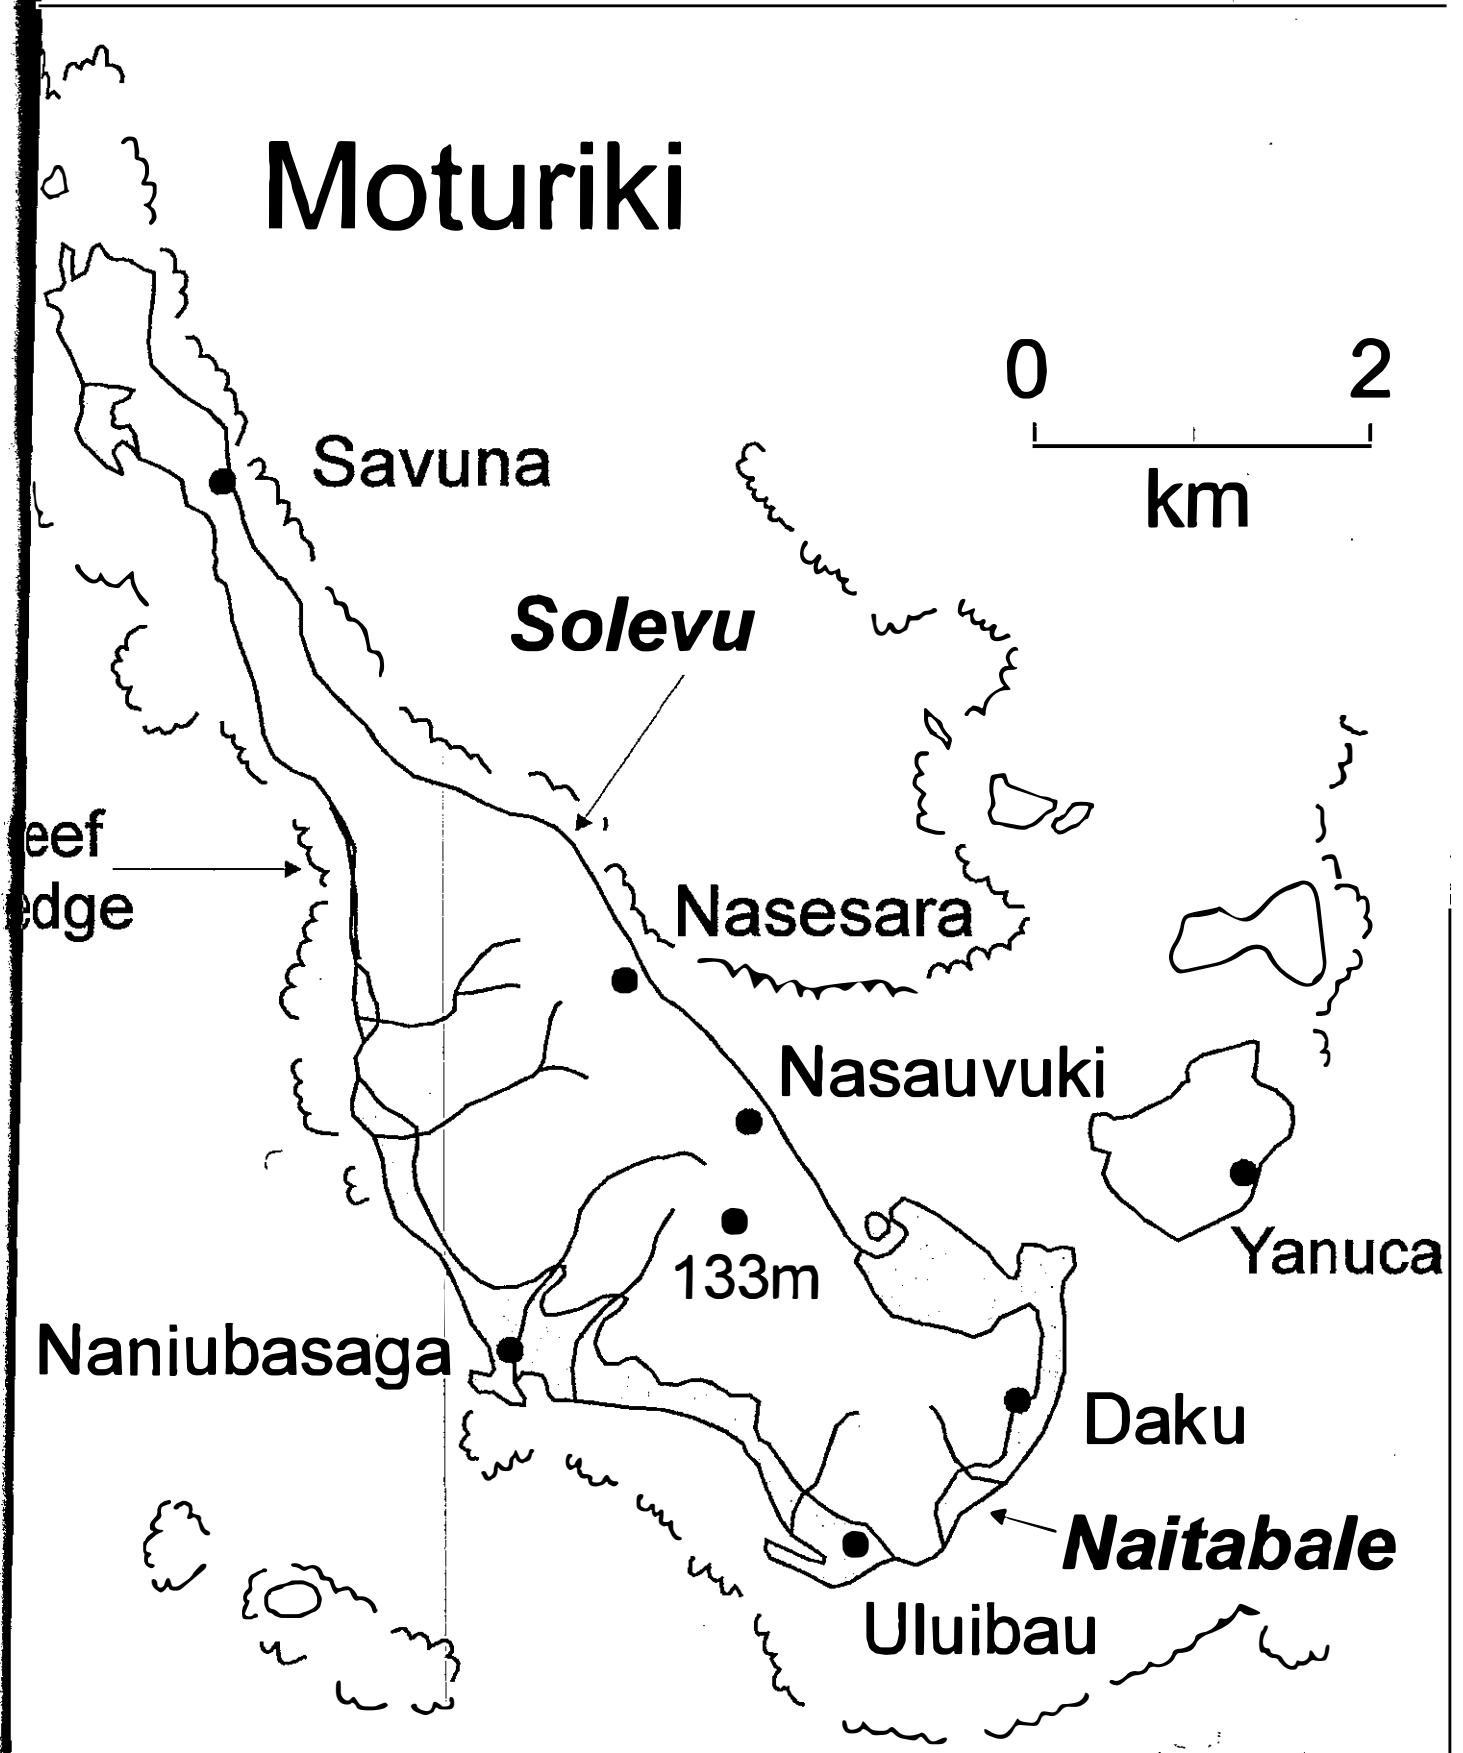 Moturiki
0 2
km
Savuna
Solevu
eef
edge
Nasesara
Nasauvuki
Yanuca
133m
Naniubasaga
Daku
Naitabale
Uluibau